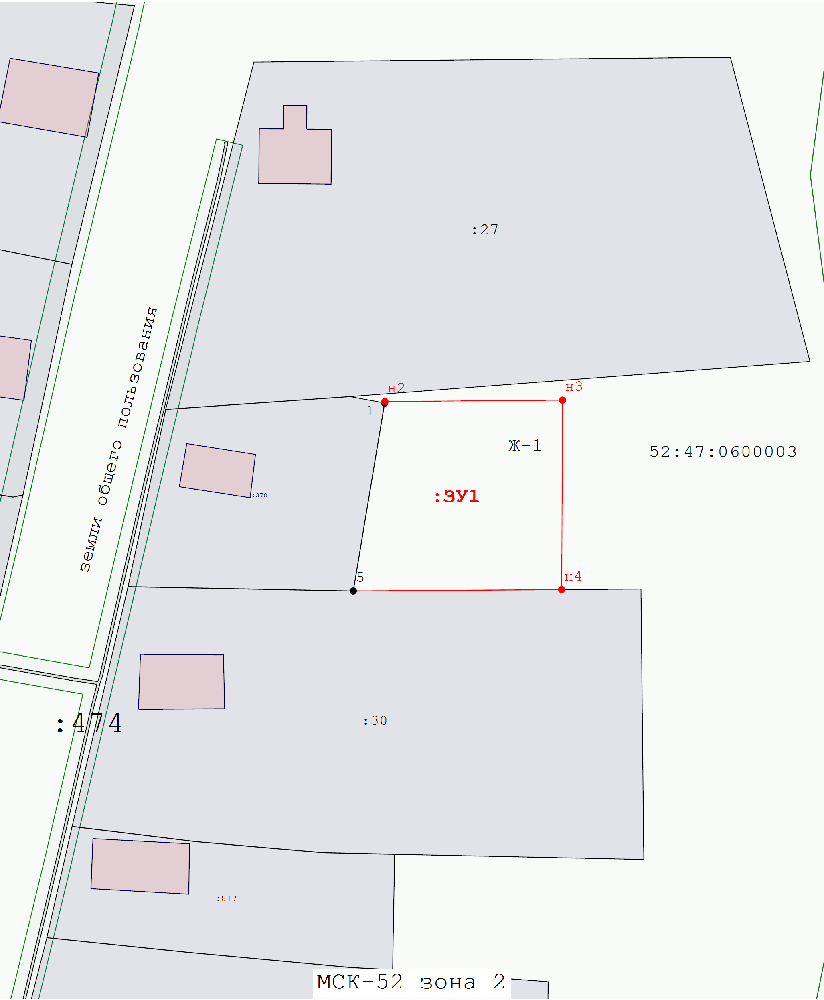 :27
земли общего пользования
н2
н3
1
Ж-1
52:47:0600003
:ЗУ1
:378
5
н4
:474
:30
:817
МСК-52 зона 2